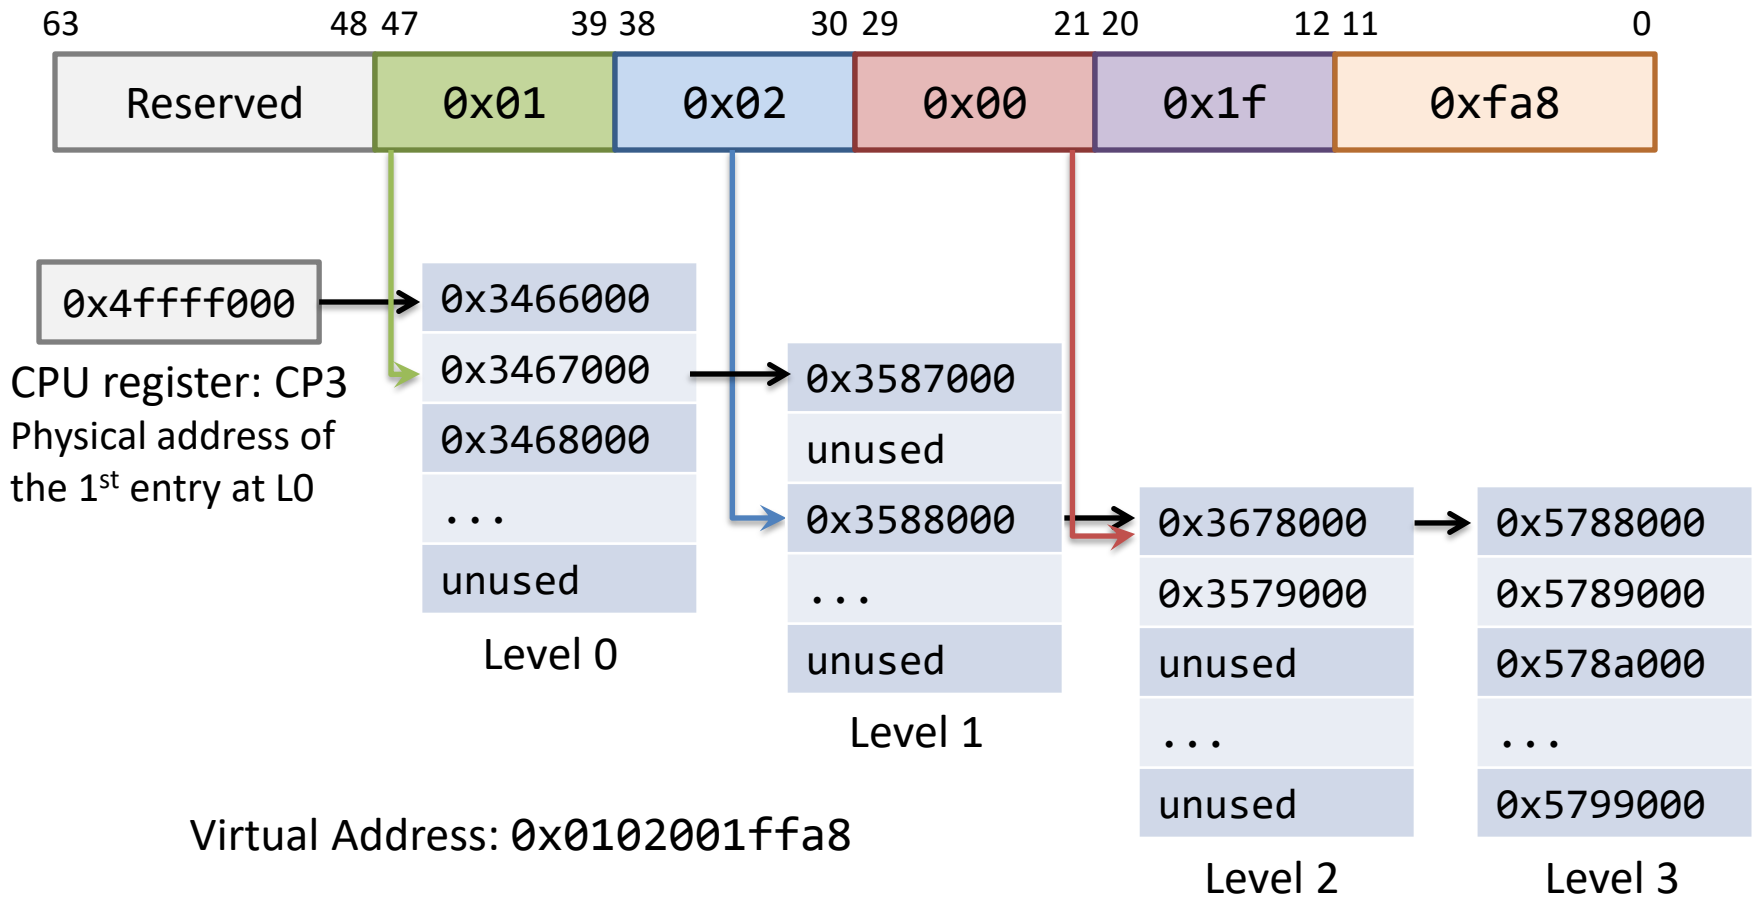 63 48 47 39 38 30 29 21 20 12 11 0
Reserved 0x01 0x02 0x00 0x1f 0xfa8
0x4ffff000
CPU register: CP3
Physical address of
the 1st entry at L0
0x3466000
0x3467000
0x3468000
...
unused
Level 0
0x3587000
unused
0x3588000
...
unused
Level 1
0x3678000
0x3579000
unused
...
unused
Level 2
0x5788000
0x5789000
0x578a000
...
0x5799000
Level 3
Virtual Address: 0x0102001ffa8